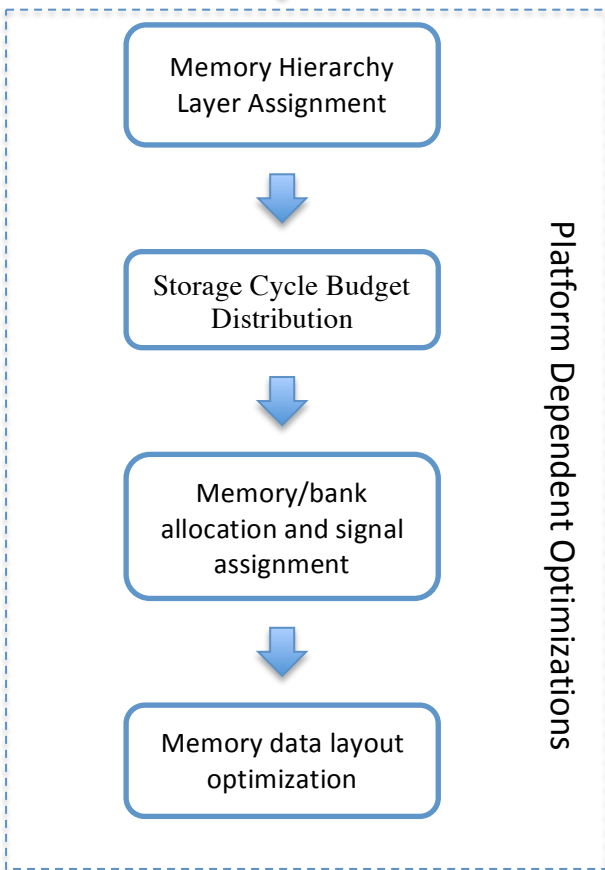 Memory Hierarchy
Layer Assignment
Storage Cycle Budget
Distribution
Memory/bank
allocation and signal
assignment
Memory data layout
optimization
Platform Dependent Optimizations